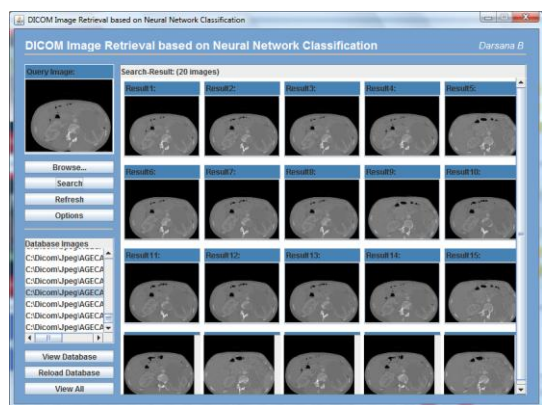 DICOM Image Retrieval based on Neural Network Classification
DICOM Image Retrieval based on Neural Network Classification
Darsana B
Query Image:
Search-Result: (20 images)
Result1:
Result2:
Result3:
Result4:
Result5:
Result6:
Result7:
Result8:
Result9:
Result10:
Result11:
Result12:
Result13:
Result14:
Result15:
Browse...
Search
Refresh
Options
Database Images
C:\Dicom\Jpeg\AGECA
C:\Dicom\Jpeg\AGECA
C:\Dicom\Jpeg\AGECA
C:\Dicom\Jpeg\AGECA
C:\Dicom\Jpeg\AGECA
C:\Dicom\Jpeg\AGECA
C:\Dicom\Jpeg\AGECA
View Database
Reload Database
View All